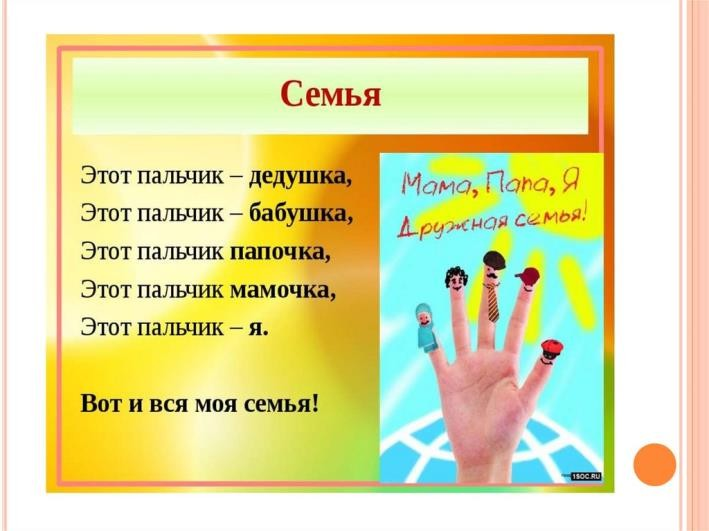 Семья
Этот пальчик – дедушка,
Этот пальчик – бабушка,
Этот пальчик папочка,
Этот пальчик мамочка,
Этот пальчик – я.
Вот и вся моя семья!
Мама, Папа, Я
Дружная семья!
1SOC.RU